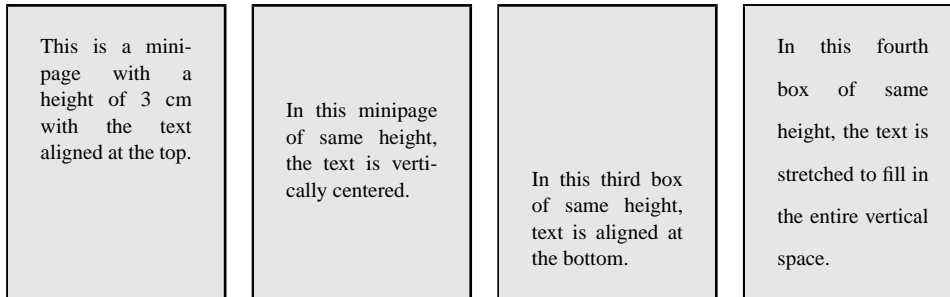 This is a mini-
page with a
height of 3 cm
with the text
aligned at the top.
In this minipage
of same height,
the text is verti-
cally centered.
In this third box
of same height,
text is aligned at
the bottom.
In this fourth
box of same
height, the text is
stretched to fill in
the entire vertical
space.